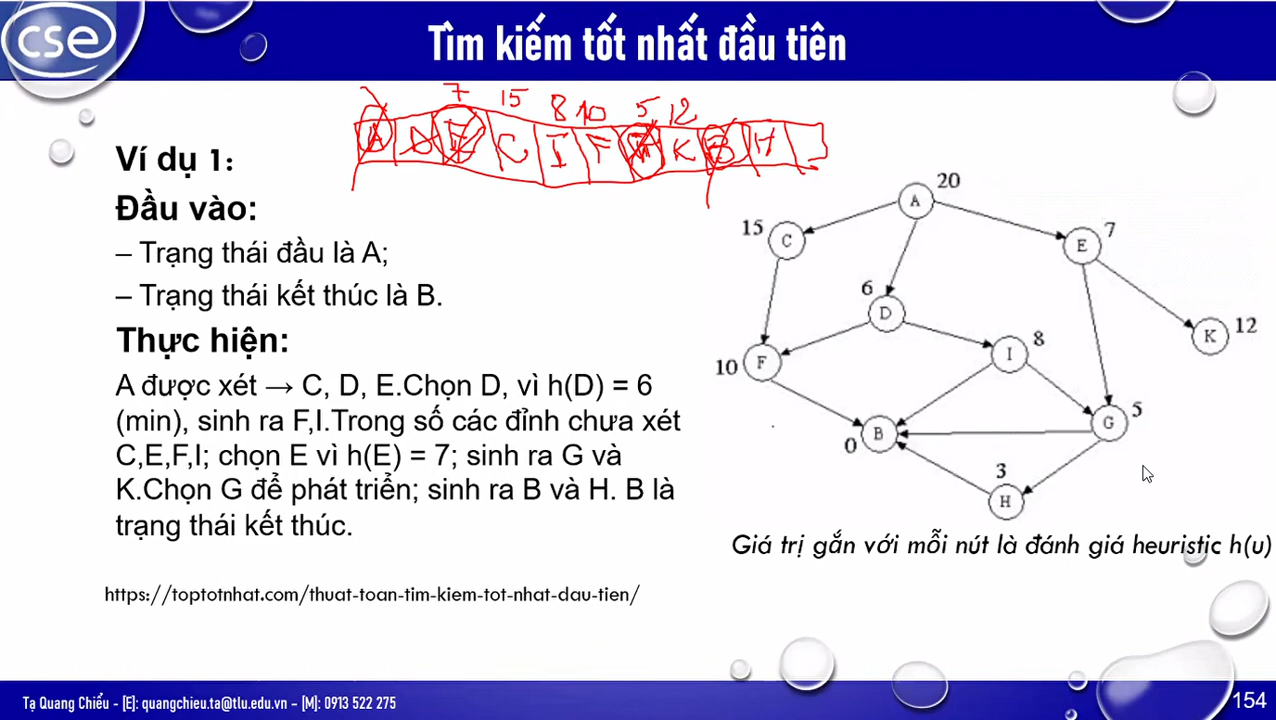 cse
Tìm kiếm tốt nhất đầu tiên
7 15 8 10 5 12
A D E C I F G K B H
Ví dụ 1:
Đầu vào:
– Trạng thái đầu là A;
– Trạng thái kết thúc là B.
Thực hiện:
A được xét → C, D, E.Chọn D, vì h(D) = 6
(min), sinh ra F,I.Trong số các đỉnh chưa xét
C,E,F,I; chọn E vì h(E) = 7; sinh ra G và
K.Chọn G để phát triển; sinh ra B và H. B là
trạng thái kết thúc.
https://toptotnhat.com/thuat-toan-tim-kiem-tot-nhat-dau-tien/
A 20
15 C
E 7
6 D
K 12
I 8
10 F
G 5
0 B
3 H
Giá trị gắn với mỗi nút là đánh giá heuristic h(u)
Tạ Quang Chiểu - [E]: quangchieu.ta@tlu.edu.vn – [M]: 0913 522 275
154